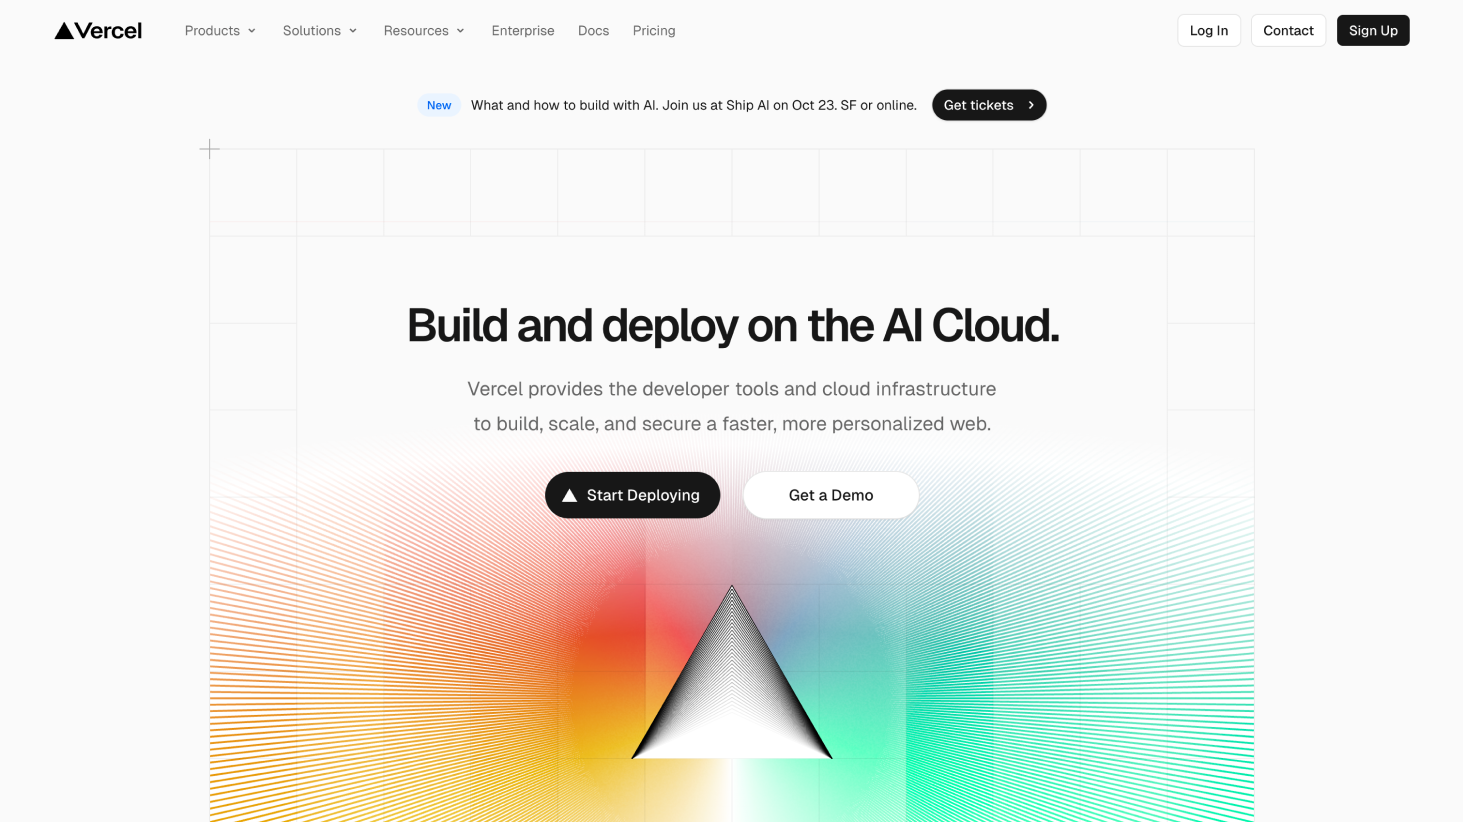 Vercel
Products
Solutions
Resources
Enterprise
Docs
Pricing
Log In
Contact
Sign Up
New
What and how to build with AI. Join us at Ship AI on Oct 23. SF or online.
Get tickets
Build and deploy on the AI Cloud.
Vercel provides the developer tools and cloud infrastructure
to build, scale, and secure a faster, more personalized web.
Start Deploying
Get a Demo